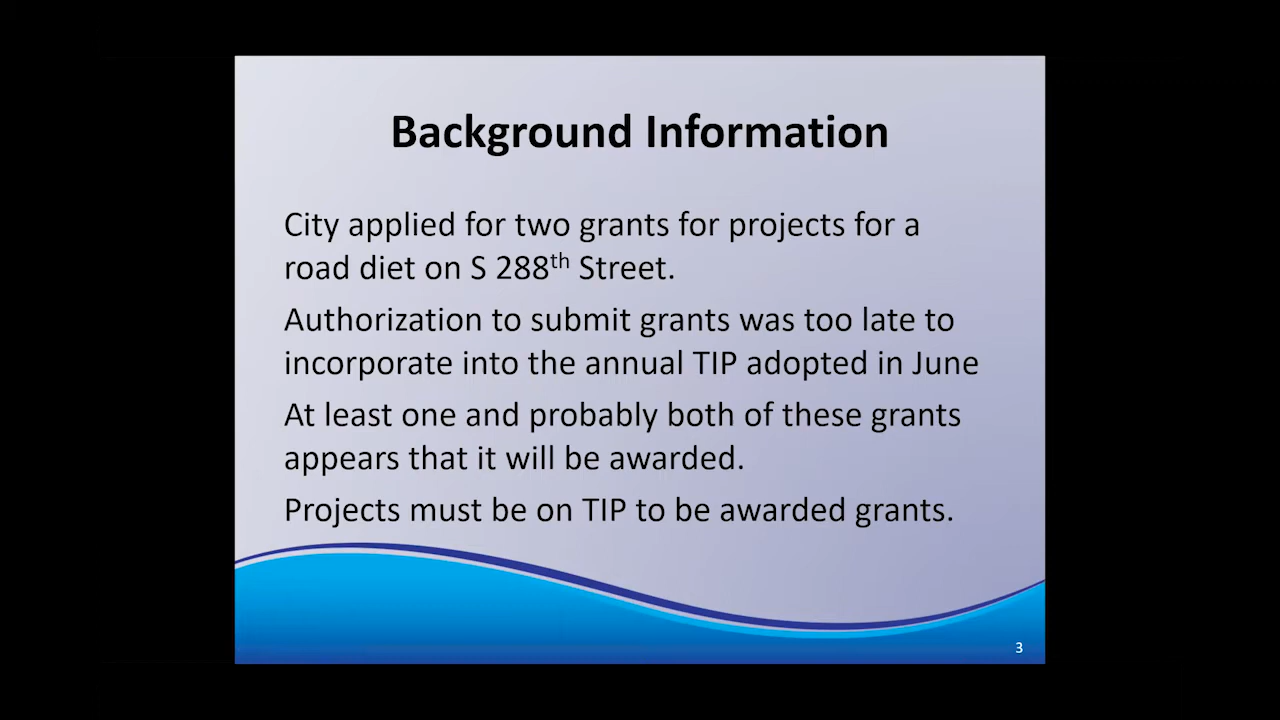 Background Information
City applied for two grants for projects for a
road diet on S 288th Street.
Authorization to submit grants was too late to
incorporate into the annual TIP adopted in June
At least one and probably both of these grants
appears that it will be awarded.
Projects must be on TIP to be awarded grants.
3